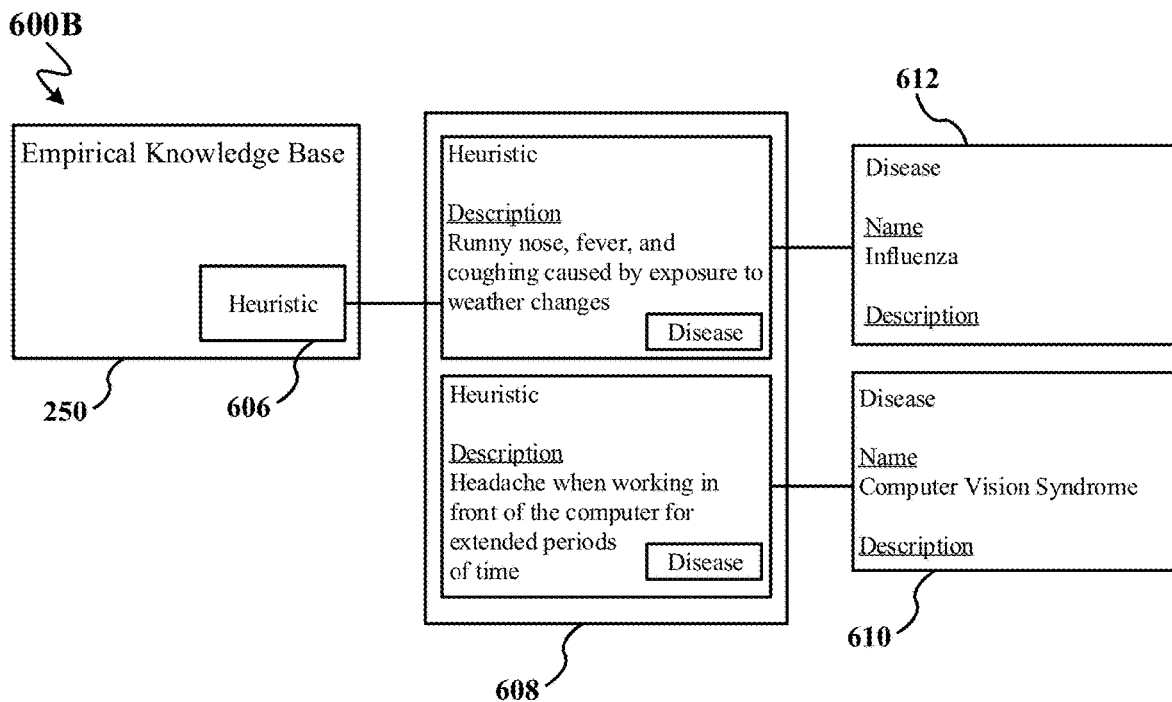 600B
Empirical Knowledge Base
Heuristic
250
606
Heuristic
Description
Runny nose, fever, and
coughing caused by exposure to
weather changes
Disease
Heuristic
Description
Headache when working in
front of the computer for
extended periods
of time
Disease
608
612
Disease
Name
Influenza
Description
Disease
Name
Computer Vision Syndrome
Description
610